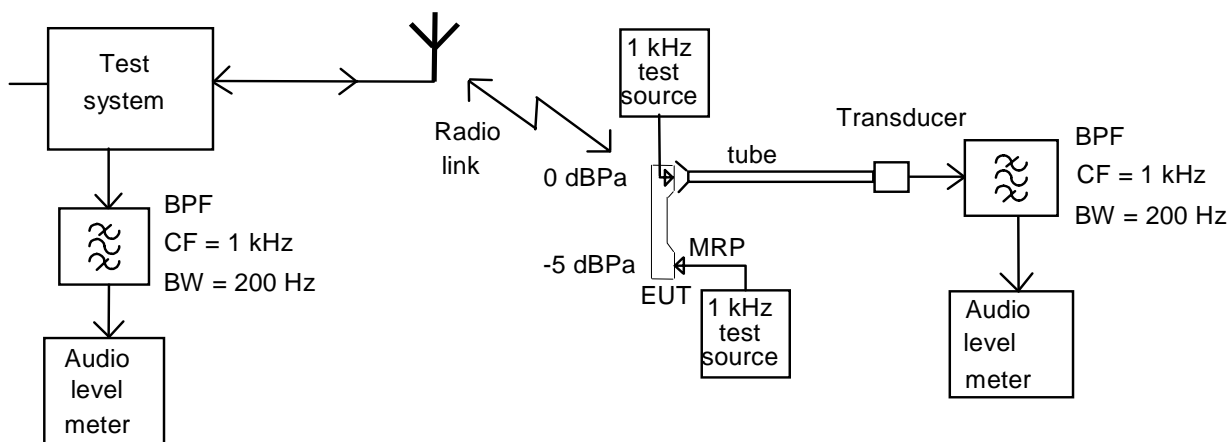 Test
system
BPF
CF = 1 kHz
BW = 200 Hz
Audio
level
meter
Radio
link
1 kHz
test
source
0 dBPa
-5 dBPa
EUT
MRP
1 kHz
test
source
tube
Transducer
BPF
CF = 1 kHz
BW = 200 Hz
Audio
level
meter